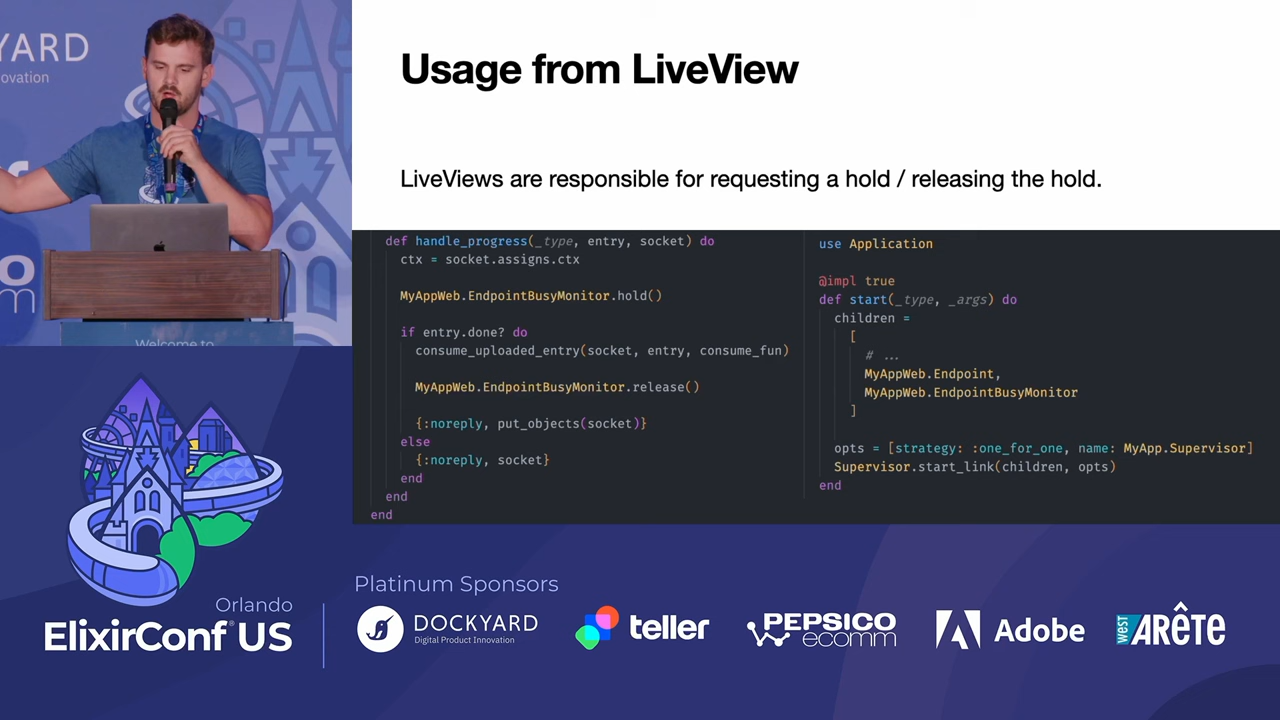 YARD
ovation
Welcome to
Usage from LiveView
LiveViews are responsible for requesting a hold / releasing the hold.
def handle_progress(_type, entry, socket) do
ctx = socket.assigns.ctx
MyAppWeb.EndpointBusyMonitor.hold()
if entry.done? do
consume_uploaded_entry(socket, entry, consume_fun)
MyAppWeb.EndpointBusyMonitor.release()
{:noreply, put_objects(socket)}
else
{:noreply, socket}
end
end
end
use Application
@impl true
def start(_type, _args) do
children =
[
# ...
MyAppWeb.Endpoint,
MyAppWeb.EndpointBusyMonitor
]
opts = [strategy: :one_for_one, name: MyApp.Supervisor]
Supervisor.start_link(children, opts)
end
Orlando
ElixirConf® US
Platinum Sponsors
DOCKYARD
Digital Product Innovation
teller
PEPSICO
ecomm
Adobe
west ARÊTE